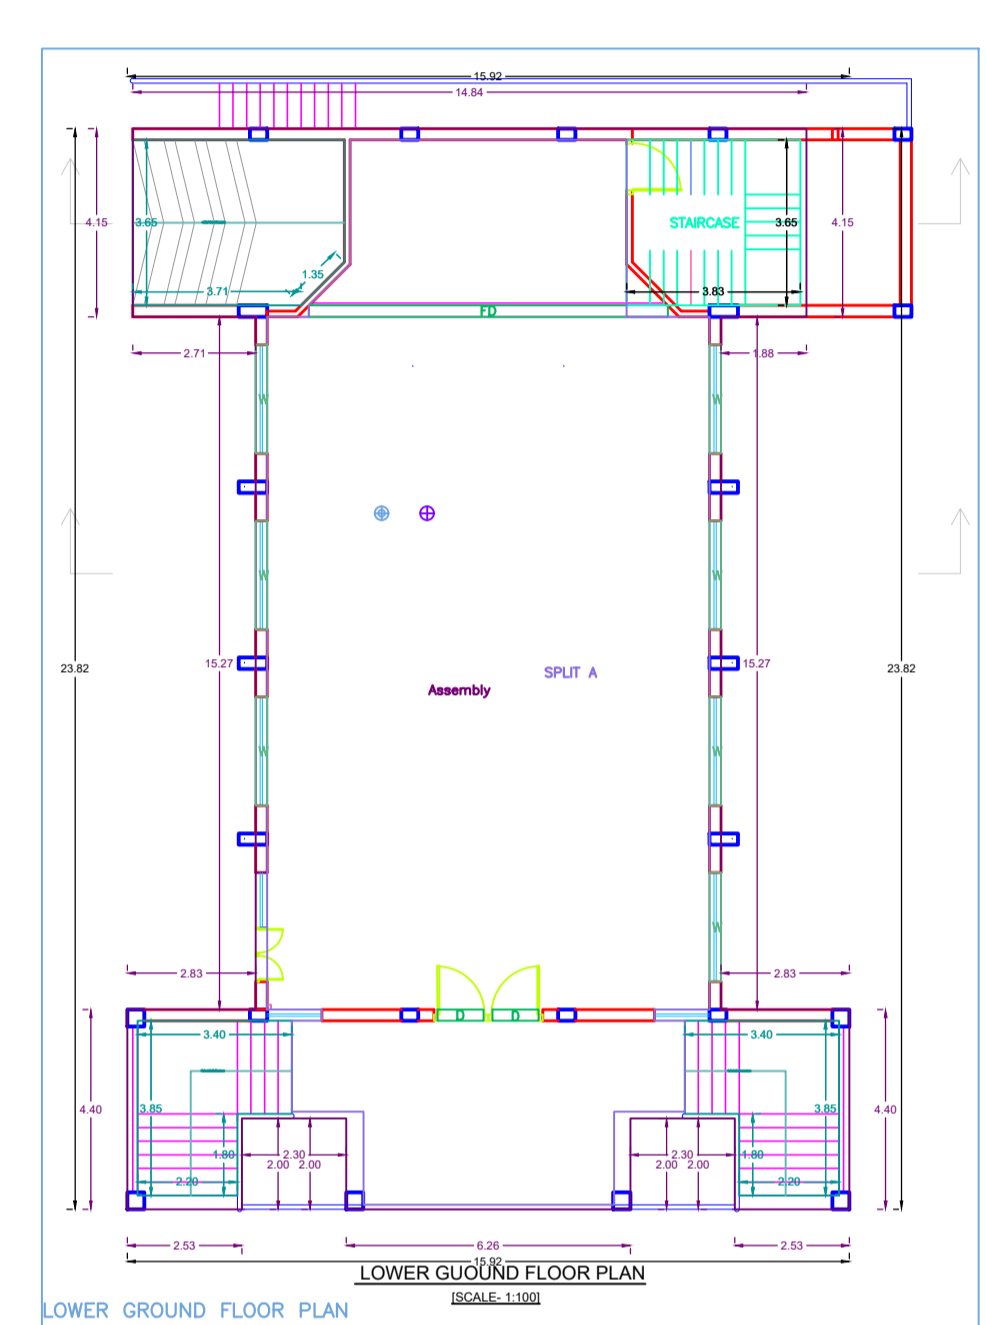 15.92
14.84
4.15
3.65
STAIRCASE
3.65
4.15
1.35
3.71
3.83
FD
2.71
1.88
W
W
W
W
23.82
15.27
Assembly
SPLIT A
15.27
23.82
W
W
W
2.83
2.83
D
D
3.40
3.40
4.40
3.85
3.85
4.40
1.80
2.30
2.30
1.80
2.00
2.00
2.00
2.00
2.20
2.20
2.53
6.26
2.53
15.92
LOWER GUOUND FLOOR PLAN
[SCALE- 1:100]
LOWER GROUND FLOOR PLAN